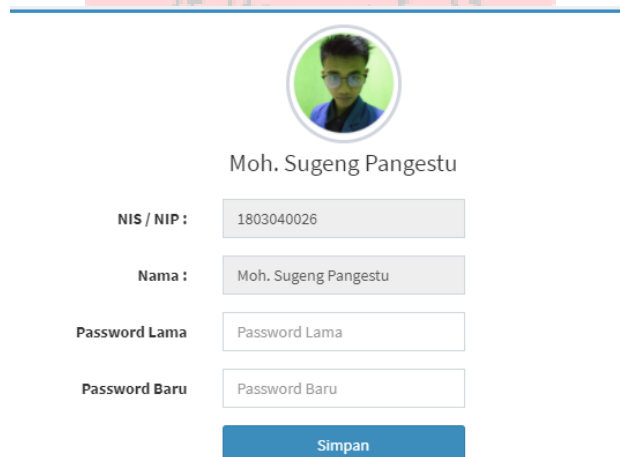 Moh. Sugeng Pangestu
NIS / NIP : 1803040026
Nama : Moh. Sugeng Pangestu
Password Lama Password Lama
Password Baru Password Baru
Simpan